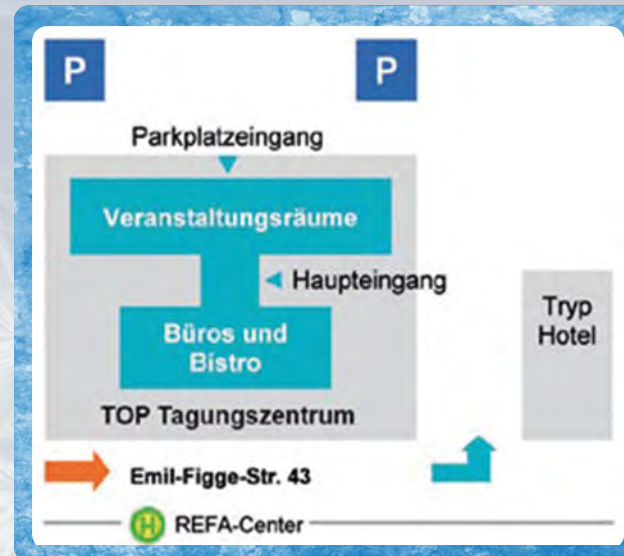 P
P
Parkplatzeingang
Veranstaltungsräume
Haupteingang
Büros und
Bistro
Tryp
Hotel
TOP Tagungszentrum
Emil-Figge-Str. 43
H
REFA-Center